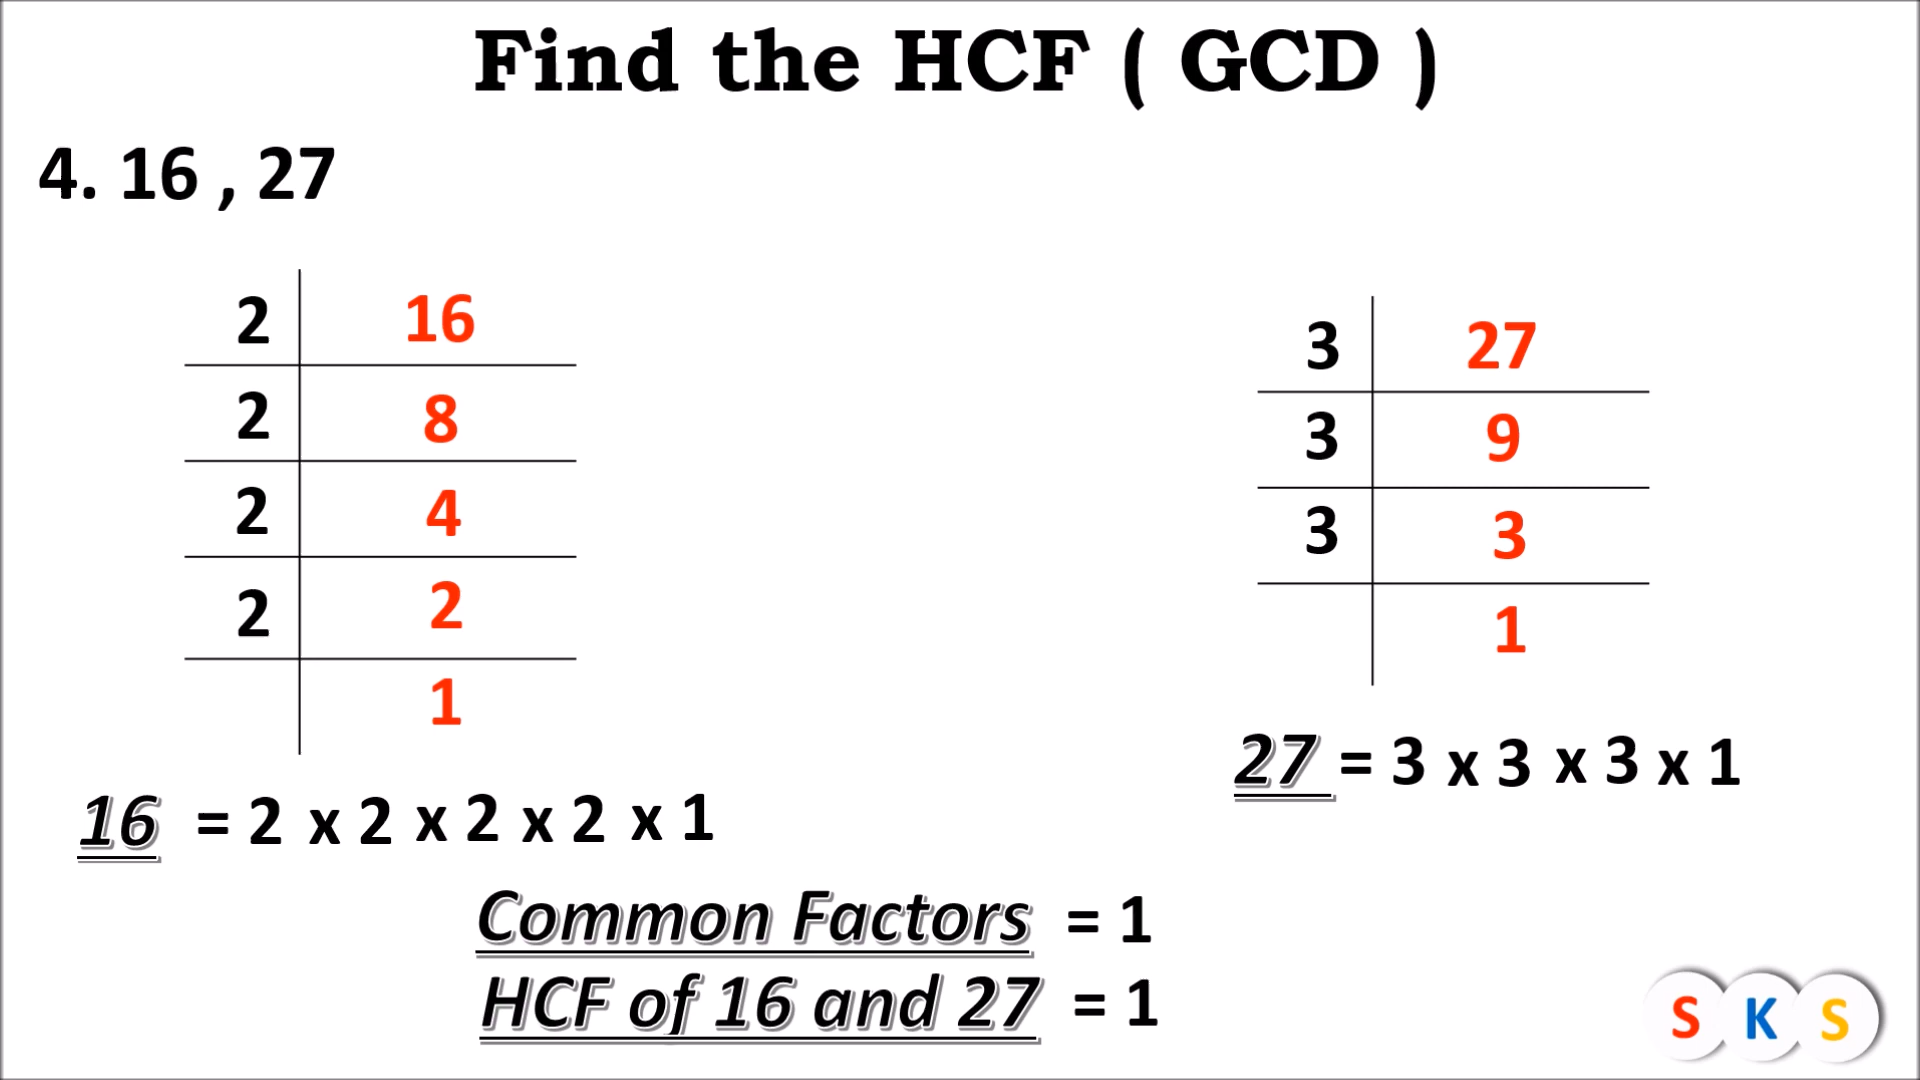 Find the HCF ( GCD )
4. 16 , 27
2 16
2 8
2 4
2 2
1
16 = 2 x 2 x 2 x 2 x 1
3 27
3 9
3 3
1
27 = 3 x 3 x 3 x 1
Common Factors = 1
HCF of 16 and 27 = 1
S K S